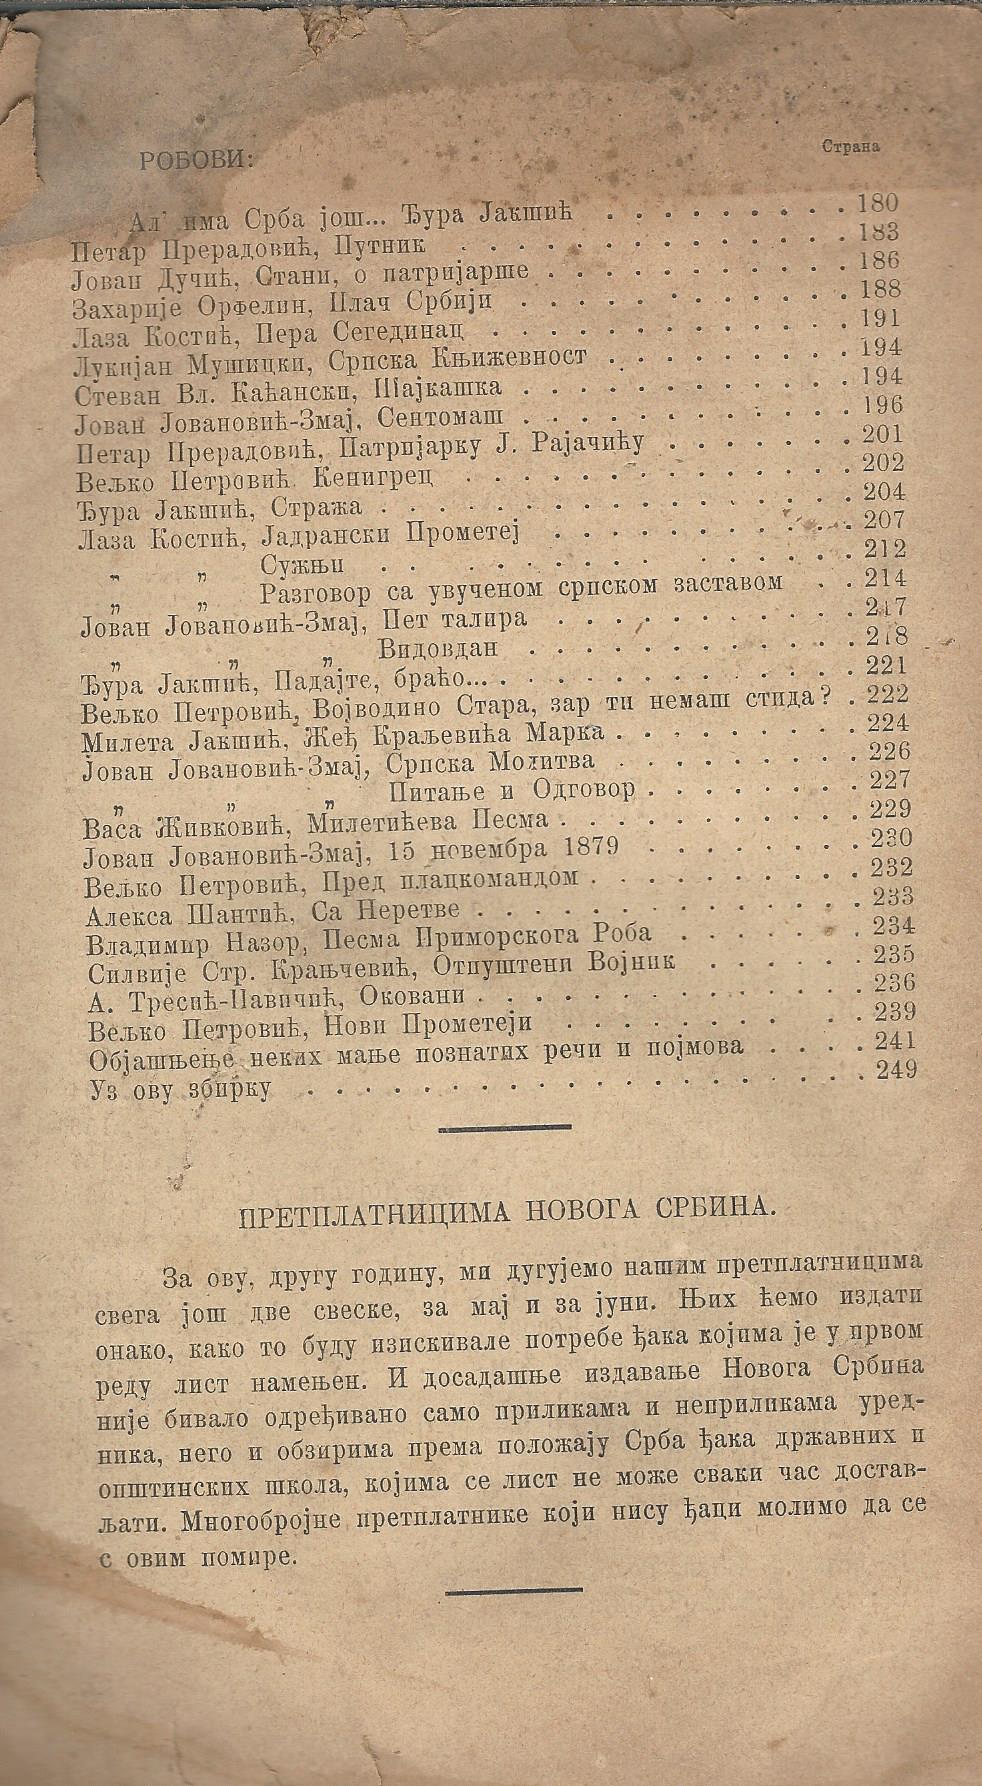 Страна
РОБОВИ:
Ал' има Срба још... Ђура Јакшић . . . . . . . . . 180
Петар Прерадовић, Путник . . . . . . . . . . . . . 183
Јован Дучић, Стани, о патријарше . . . . . . . . . . 186
Захарије Орфелин, Плач Србији . . . . . . . . . . . 188
Лаза Костић, Пера Сегединац . . . . . . . . . . . . 191
Лукијан Мушицки, Српска Књижевност . . . . . . . . 194
Стеван Вл. Каћански, Шајкашка . . . . . . . . . . . 194
Јован Јовановић-Змај, Сентомаш . . . . . . . . . . . 196
Петар Прерадовић, Патријарку Ј. Рајачићу . . . . . . 201
Вељко Петровић, Кенигрец . . . . . . . . . . . . . 202
Ђура Јакшић, Стража . . . . . . . . . . . . . . . 204
Лаза Костић, Јадрански Прометеј . . . . . . . . . . 207
„ „ Сужњи . . . . . . . . . . . . . . 212
„ „ Разговор са увученом српском заставом . . 214
Јован Јовановић-Змај, Пет талира . . . . . . . . . . 217
„ „ „ Видовдан . . . . . . . . . . . 218
Ђура Јакшић, Падајте, браћо... . . . . . . . . . . . 221
Вељко Петровић, Војводино Стара, зар ти немаш стида? . 222
Милета Јакшић, Жеђ Краљевића Марка . . . . . . . . 224
Јован Јовановић-Змај, Српска Молитва . . . . . . . . 226
„ „ „ Питање и Одговор . . . . . . . 227
Васа Живковић, Милетићева Песма . . . . . . . . . . 229
Јован Јовановић-Змај, 15 новембра 1879 . . . . . . . 230
Вељко Петровић, Пред плацкомандом . . . . . . . . . 232
Алекса Шантић, Са Неретве . . . . . . . . . . . . . 233
Владимир Назор, Песма Приморскога Роба . . . . . . 234
Силвије Стр. Крањчевић, Отпуштени Војник . . . . . . 235
А. Тресић-Павичић, Оковани . . . . . . . . . . . . . 236
Вељко Петровић, Нови Прометеји . . . . . . . . . . 239
Објашњење неких мање познатих речи и појмова . . . . 241
Уз ову збирку . . . . . . . . . . . . . . . . . . . 249
ПРЕТПЛАТНИЦИМА НОВОГА СРБИНА.
За ову, другу годину, ми дугујемо нашим претплатницима
свега још две свеске, за мај и за јуни. Њих ћемо издати
онако, како то буду изискивале потребе ђака којима је у првом
реду лист намењен. И досадашње издавање Новога Србина
није бивало одређивано само приликама и неприликама уред-
ника, него и обзирима према положају Срба ђака државних и
општинских школа, којима се лист не може сваки час достав-
љати. Многобројне претплатнике који нису ђаци молимо да се
с овим помире.